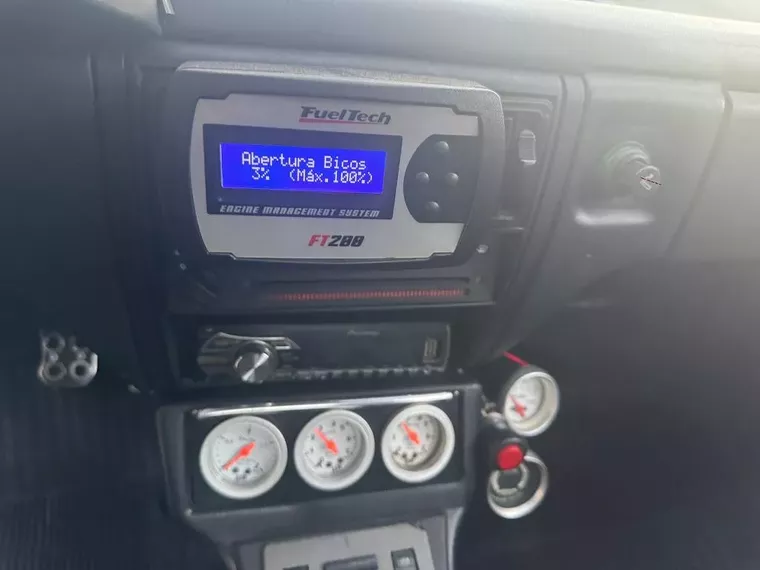 FuelTech
Abertura Bicos
3% (Máx.100%)
ENGINE MANAGEMENT SYSTEM
FT200